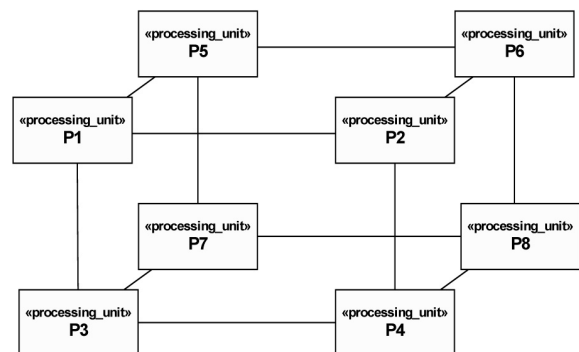 «processing_unit»
P5
«processing_unit»
P6
«processing_unit»
P1
«processing_unit»
P2
«processing_unit»
P7
«processing_unit»
P8
«processing_unit»
P3
«processing_unit»
P4